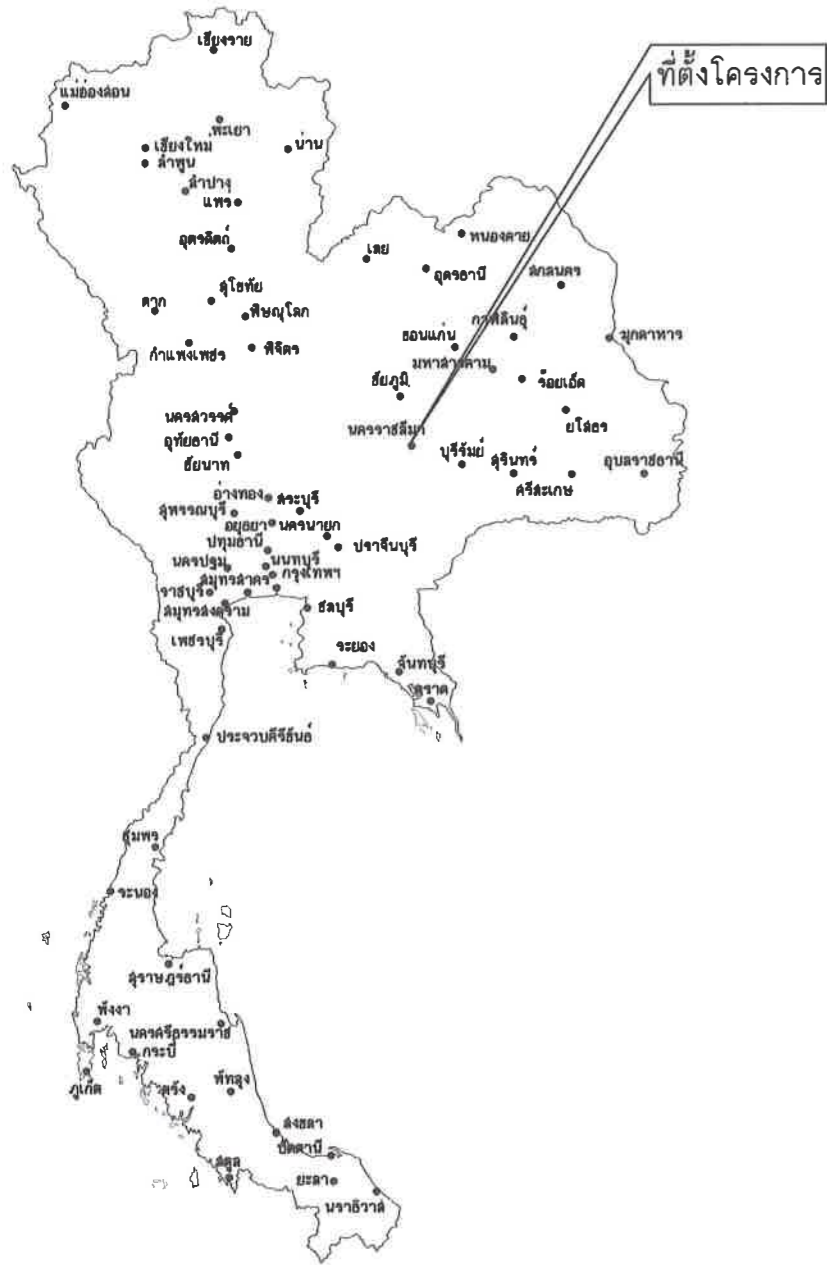 เชียงราย
ที่ตั้งโครงการ
แม่ฮ่องสอน
พะเยา
เชียงใหม่
น่าน
ลำพูน
ลำปาง
แพร่
อุตรดิตถ์
หนองคาย
เลย
อุดรธานี
สกลนคร
สุโขทัย
ตาก
พิษณุโลก
กาฬสินธุ์
มุกดาหาร
ขอนแก่น
กำแพงเพชร
พิจิตร
มหาสารคาม
ชัยภูมิ
ร้อยเอ็ด
นครสวรรค์
ยโสธร
นครราชสีมา
อุทัยธานี
บุรีรัมย์
สุรินทร์
อุบลราชธานี
ชัยนาท
ศรีสะเกษ
อ่างทอง
สระบุรี
สุพรรณบุรี
อยุธยา
นครนายก
ปทุมธานี
ปราจีนบุรี
นครปฐม
นนทบุรี
กรุงเทพฯ
สมุทรสาคร
ราชบุรี
สมุทรสงคราม
ชลบุรี
เพชรบุรี
ระยอง
จันทบุรี
ตราด
ประจวบคีรีขันธ์
ชุมพร
ระนอง
สุราษฎร์ธานี
พังงา
นครศรีธรรมราช
กระบี่
ภูเก็ต
ตรัง
พัทลุง
สงขลา
ปัตตานี
สตูล
ยะลา
นราธิวาส